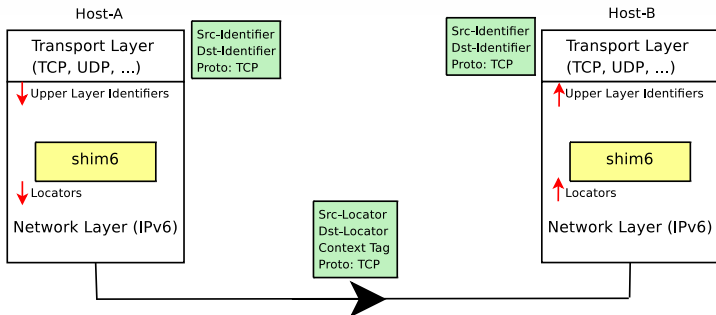 Host-A
Transport Layer
(TCP, UDP, ...)
Upper Layer Identifiers
shim6
Locators
Network Layer (IPv6)
Src-Identifier
Dst-Identifier
Proto: TCP
Src-Locator
Dst-Locator
Context Tag
Proto: TCP
Src-Identifier
Dst-Identifier
Proto: TCP
Host-B
Transport Layer
(TCP, UDP, ...)
Upper Layer Identifiers
shim6
Locators
Network Layer (IPv6)